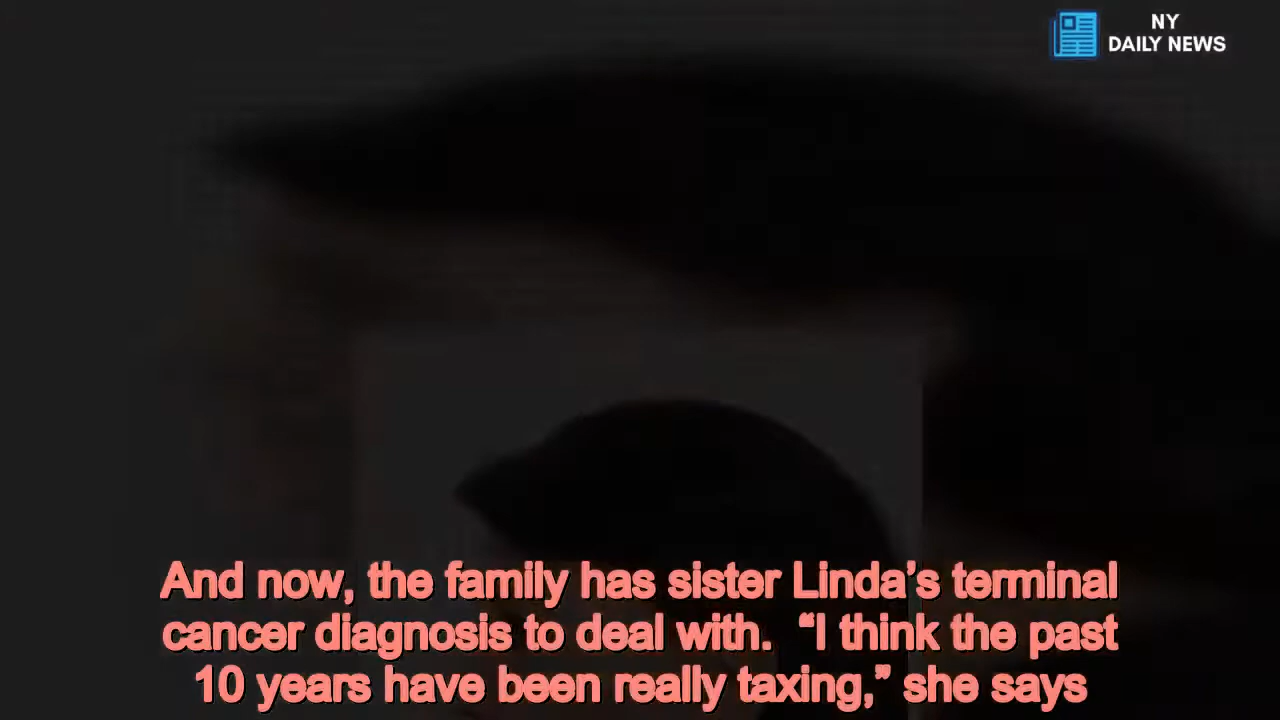 NY
DAILY NEWS
And now, the family has sister Linda’s terminal
cancer diagnosis to deal with.  “I think the past
10 years have been really taxing,” she says